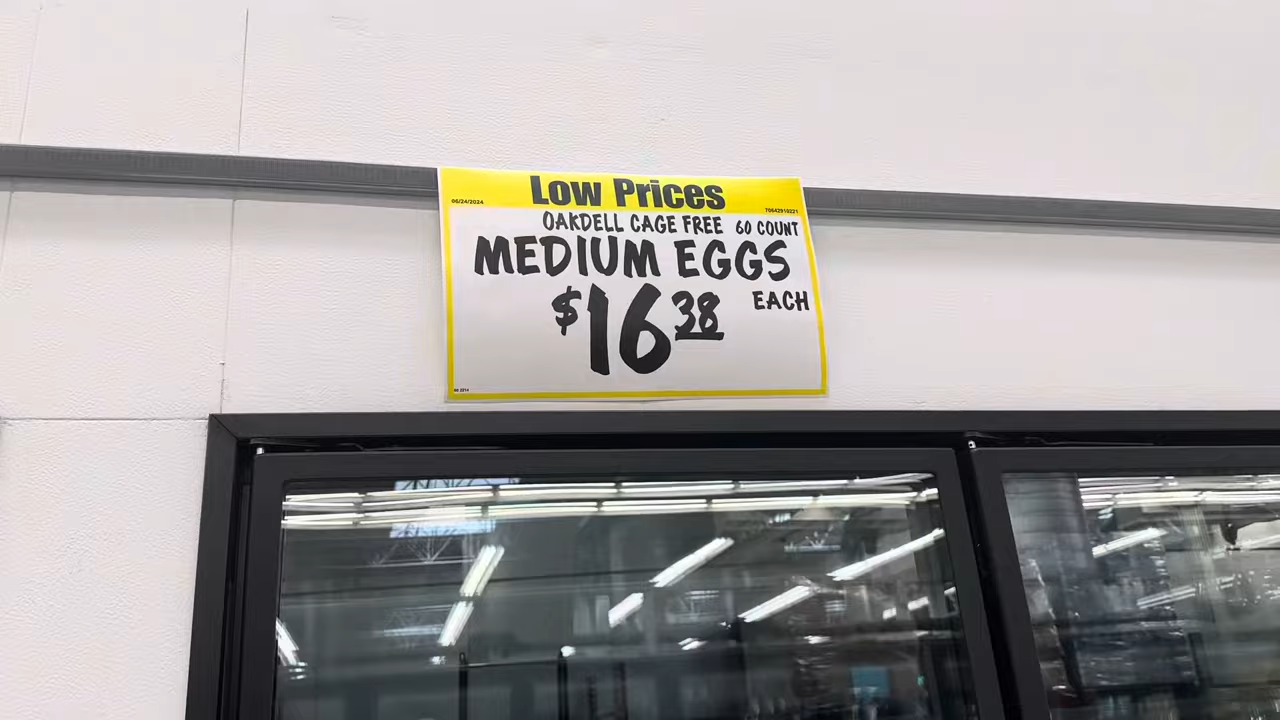 Low Prices
06/24/2024
70642910221
OAKDELL CAGE FREE 60 COUNT
MEDIUM EGGS
$16 38 EACH